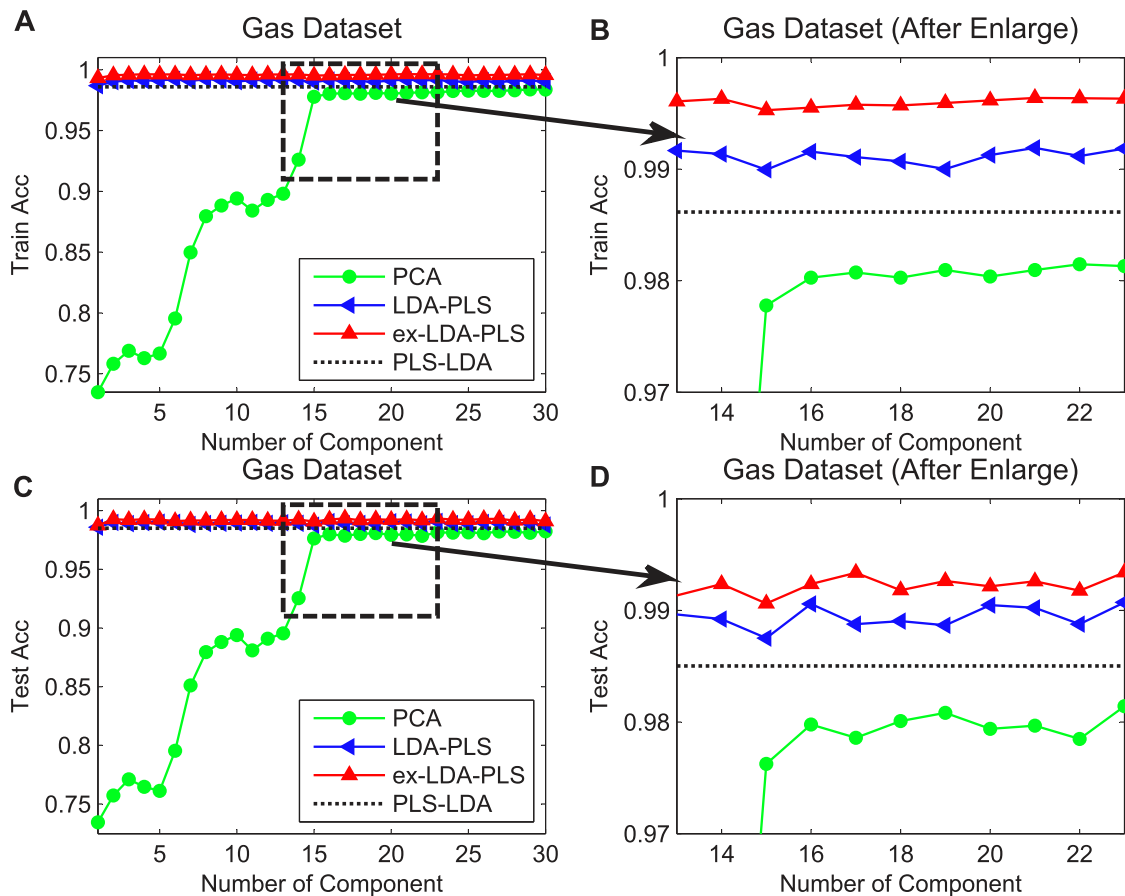 A
Gas Dataset
1
0.95
0.9
0.85
0.8
0.75
Train Acc
PCA
LDA-PLS
ex-LDA-PLS
PLS-LDA
5 10 15 20 25 30
Number of Component
B
Gas Dataset (After Enlarge)
1
0.99
0.98
0.97
Train Acc
14 16 18 20 22
Number of Component
C
Gas Dataset
1
0.95
0.9
0.85
0.8
0.75
Test Acc
PCA
LDA-PLS
ex-LDA-PLS
PLS-LDA
5 10 15 20 25 30
Number of Component
D
Gas Dataset (After Enlarge)
1
0.99
0.98
0.97
Test Acc
14 16 18 20 22
Number of Component